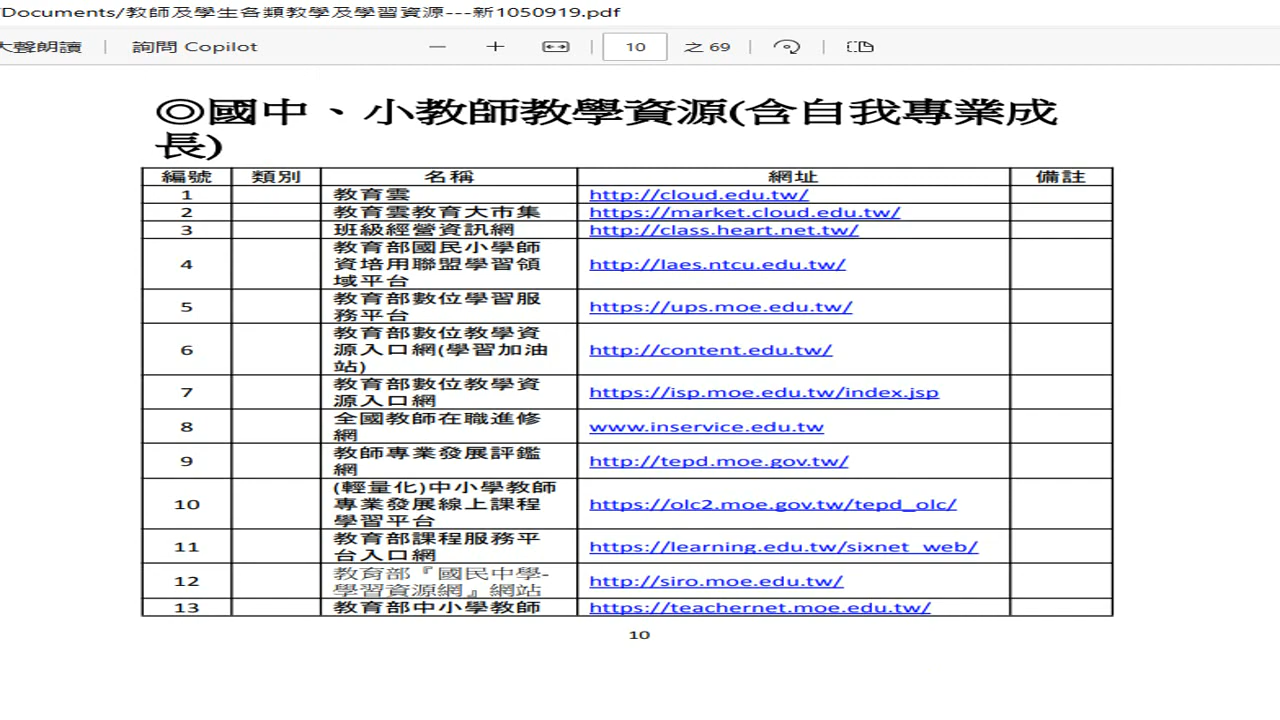 Documents/教師及學生各類教學及學習資源---新1050919.pdf
大聲朗讀 詢問 Copilot 10 之 69
◎國中、小教師教學資源(含自我專業成
長)
編號 類別 名稱 網址 備註
1 教育雲 http://cloud.edu.tw/
2 教育雲教育大市集 https://market.cloud.edu.tw/
3 班級經營資訊網 http://class.heart.net.tw/
教育部國民小學師
4 資培用聯盟學習領 http://laes.ntcu.edu.tw/
域平台
教育部數位學習服
5 https://ups.moe.edu.tw/
務平台
教育部數位教學資
6 源入口網(學習加油 http://content.edu.tw/
站)
教育部數位教學資
7 https://isp.moe.edu.tw/index.jsp
源入口網
全國教師在職進修
8 www.inservice.edu.tw
網
教師專業發展評鑑
9 http://tepd.moe.gov.tw/
網
(輕量化)中小學教師
10 專業發展線上課程 https://olc2.moe.gov.tw/tepd_olc/
學習平台
教育部課程服務平
11 https://learning.edu.tw/sixnet_web/
台入口網
教育部『國民中學-
12 http://siro.moe.edu.tw/
學習資源網』網站
13 教育部中小學教師 https://teachernet.moe.edu.tw/
10